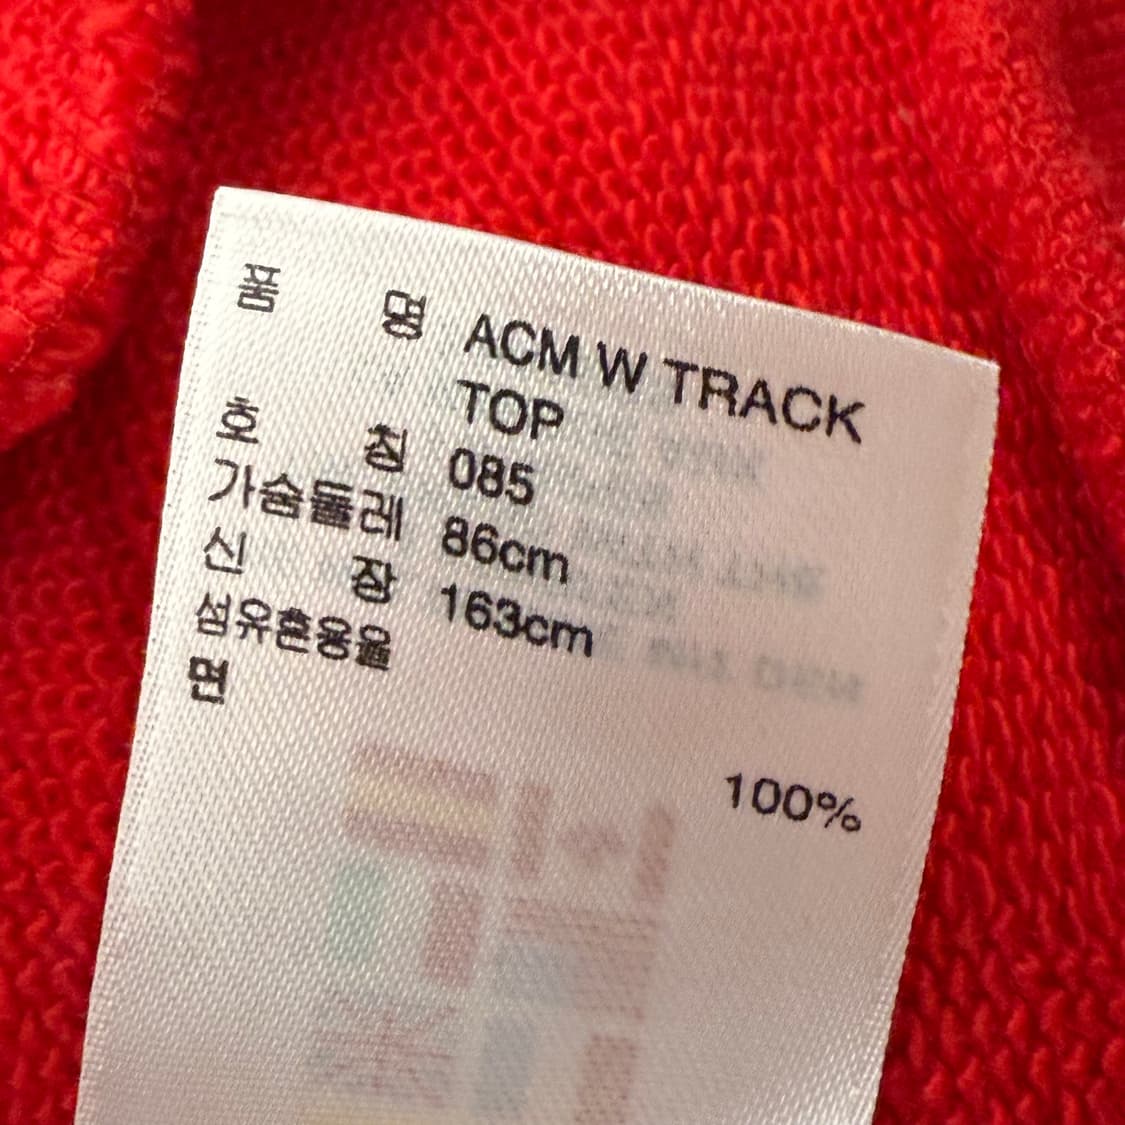 품 명 ACM W TRACK
TOP
호 칭 085
가슴둘레 86cm
신 장 163cm
섬유혼용율
면
100%